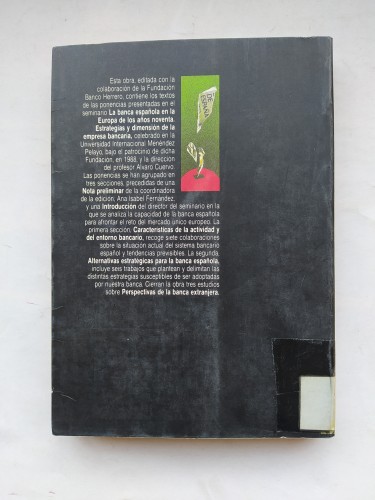 Esta obra, editada con la
colaboración de la Fundación
Banco Herrero, contiene los textos
de las ponencias presentadas en el
seminario La banca española en la
Europa de los años noventa.
Estrategias y dimensión de la
empresa bancaria, celebrado en la
Universidad Internacional Menéndez
Pelayo, bajo el patrocinio de dicha
Fundación, en 1988, y la dirección
del profesor Alvaro Cuervo.
Las ponencias se han agrupado en
tres secciones, precedidas de una
Nota preliminar de la coordinadora
de la edición, Ana Isabel Fernández,
y una Introducción del director del seminario en la
que se analiza la capacidad de la banca española
para afrontar el reto del mercado único europeo. La
primera sección, Características de la actividad y
del entorno bancario, recoge siete colaboraciones
sobre la situación actual del sistema bancario
español y tendencias previsibles. La segunda,
Alternativas estratégicas para la banca española,
incluye seis trabajos que plantean y delimitan las
distintas estrategias susceptibles de ser adoptadas
por nuestra banca. Cierran la obra tres estudios
sobre Perspectivas de la banca extranjera.
DE
ESPAÑA